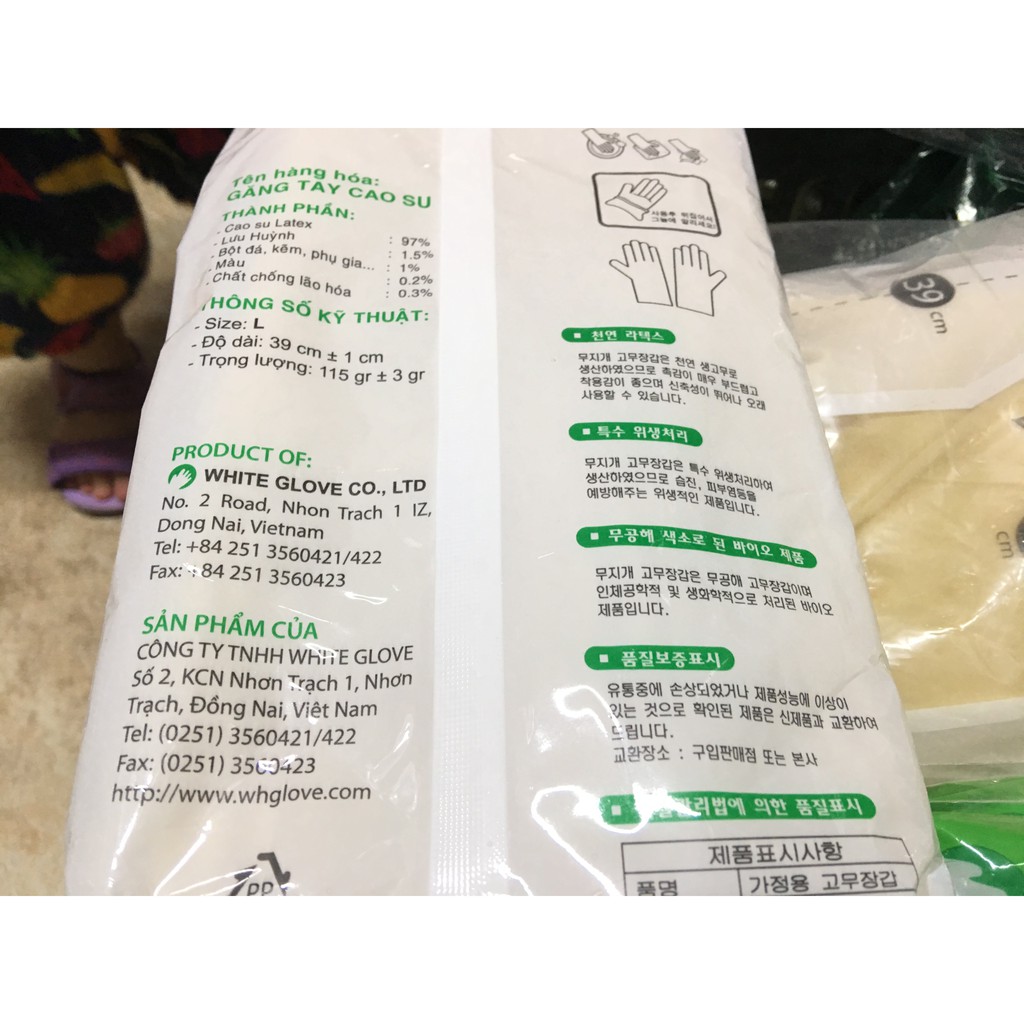 Tên hàng hóa:
GĂNG TAY CAO SU
THÀNH PHẦN:
- Cao su Latex : 97%
- Lưu Huỳnh : 1.5%
- Bột đá, kẽm, phụ gia... : 1%
- Màu : 0.2%
- Chất chống lão hóa : 0.3%
THÔNG SỐ KỸ THUẬT:
- Size: L
- Độ dài: 39 cm ± 1 cm
- Trọng lượng: 115 gr ± 3 gr
PRODUCT OF:
WHITE GLOVE CO., LTD
No. 2 Road, Nhon Trach 1 IZ,
Dong Nai, Vietnam
Tel: +84 251 3560421/422
Fax: +84 251 3560423
SẢN PHẨM CỦA
CÔNG TY TNHH WHITE GLOVE
Số 2, KCN Nhơn Trạch 1, Nhơn
Trạch, Đồng Nai, Việt Nam
Tel: (0251) 3560421/422
Fax: (0251) 3560423
http://www.whglove.com
PP
사용후 뒤집어서
그늘에 말리세요!
■ 천연 라텍스
무지개 고무장갑은 천연 생고무로
생산하였으므로 촉감이 매우 부드럽고
착용감이 좋으며 신축성이 뛰어나 오래
사용할 수 있습니다.
■ 특수 위생처리
무지개 고무장갑은 특수 위생처리하여
생산하였으므로 습진, 피부염등을
예방해주는 위생적인 제품입니다.
■ 무공해 색소로 된 바이오 제품
무지개 고무장갑은 무공해 고무장갑이며
인체공학적 및 생화학적으로 처리된 바이오
제품입니다.
■ 품질보증표시
유통중에 손상되었거나 제품성능에 이상이
있는 것으로 확인된 제품은 신제품과 교환하여
드립니다.
교환장소 : 구입판매점 또는 본사
의한 품질표시
제품표시사항
품명 가정용 고무장갑
39 cm
cm